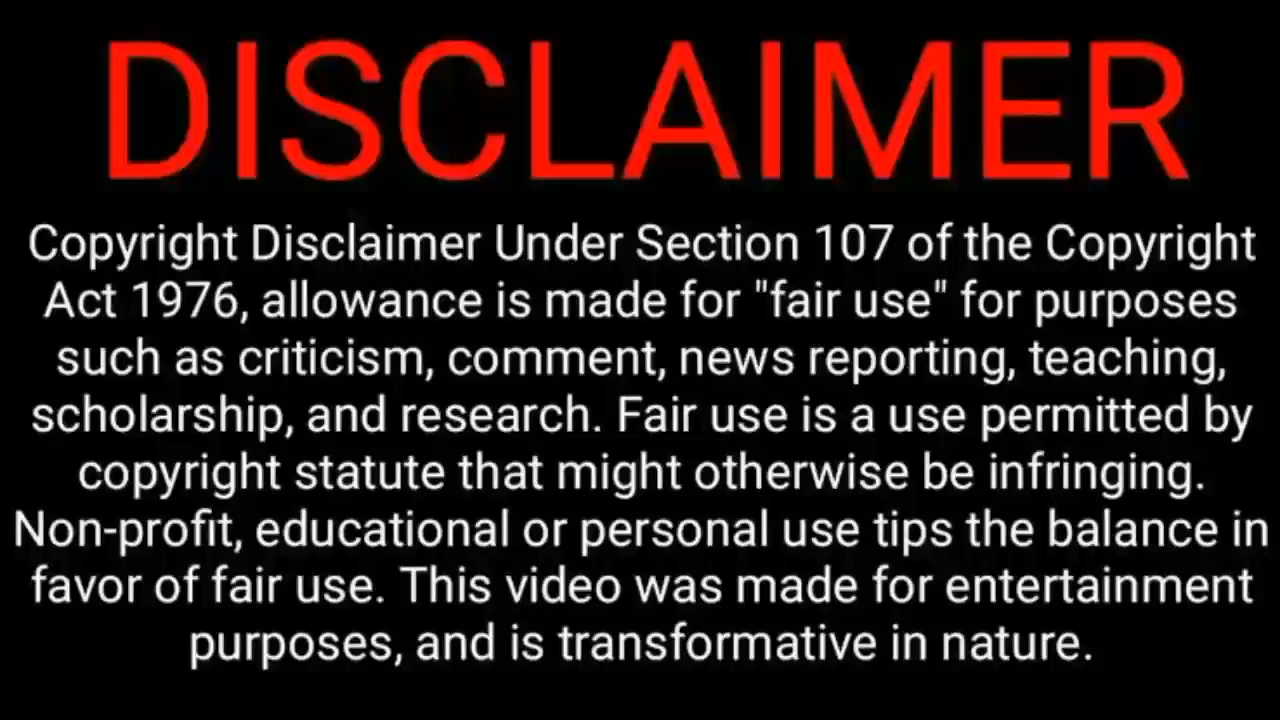 DISCLAIMER
Copyright Disclaimer Under Section 107 of the Copyright
Act 1976, allowance is made for "fair use" for purposes
such as criticism, comment, news reporting, teaching,
scholarship, and research. Fair use is a use permitted by
copyright statute that might otherwise be infringing.
Non-profit, educational or personal use tips the balance in
favor of fair use. This video was made for entertainment
purposes, and is transformative in nature.